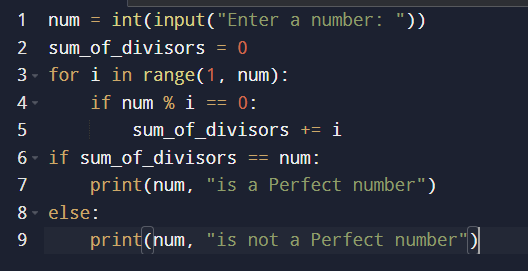 1 num = int(input("Enter a number: "))
2 sum_of_divisors = 0
3 for i in range(1, num):
4     if num % i == 0:
5         sum_of_divisors += i
6 if sum_of_divisors == num:
7     print(num, "is a Perfect number")
8 else:
9     print(num, "is not a Perfect number")